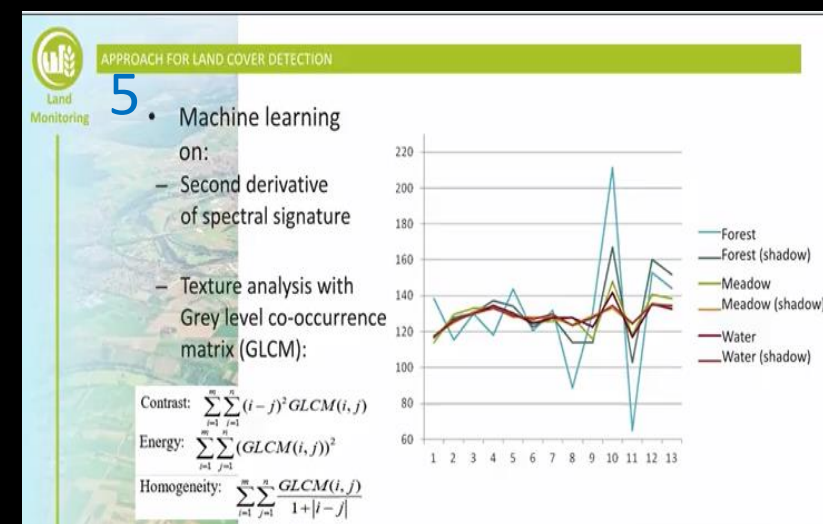 APPROACH FOR LAND COVER DETECTION
Land
Monitoring
5
• Machine learning
on:
– Second derivative
of spectral signature
– Texture analysis with
Grey level co-occurrence
matrix (GLCM):
Contrast: \sum_{i=1}^{m}\sum_{j=1}^{n}(i-j)^2 GLCM(i,j)
Energy: \sum_{i=1}^{m}\sum_{j=1}^{n}(GLCM(i,j))^2
Homogeneity: \sum_{i=1}^{m}\sum_{j=1}^{n}\frac{GLCM(i,j)}{1+|i-j|}
220
200
180
160
140
120
100
80
60
1 2 3 4 5 6 7 8 9 10 11 12 13
Forest
Forest (shadow)
Meadow
Meadow (shadow)
Water
Water (shadow)